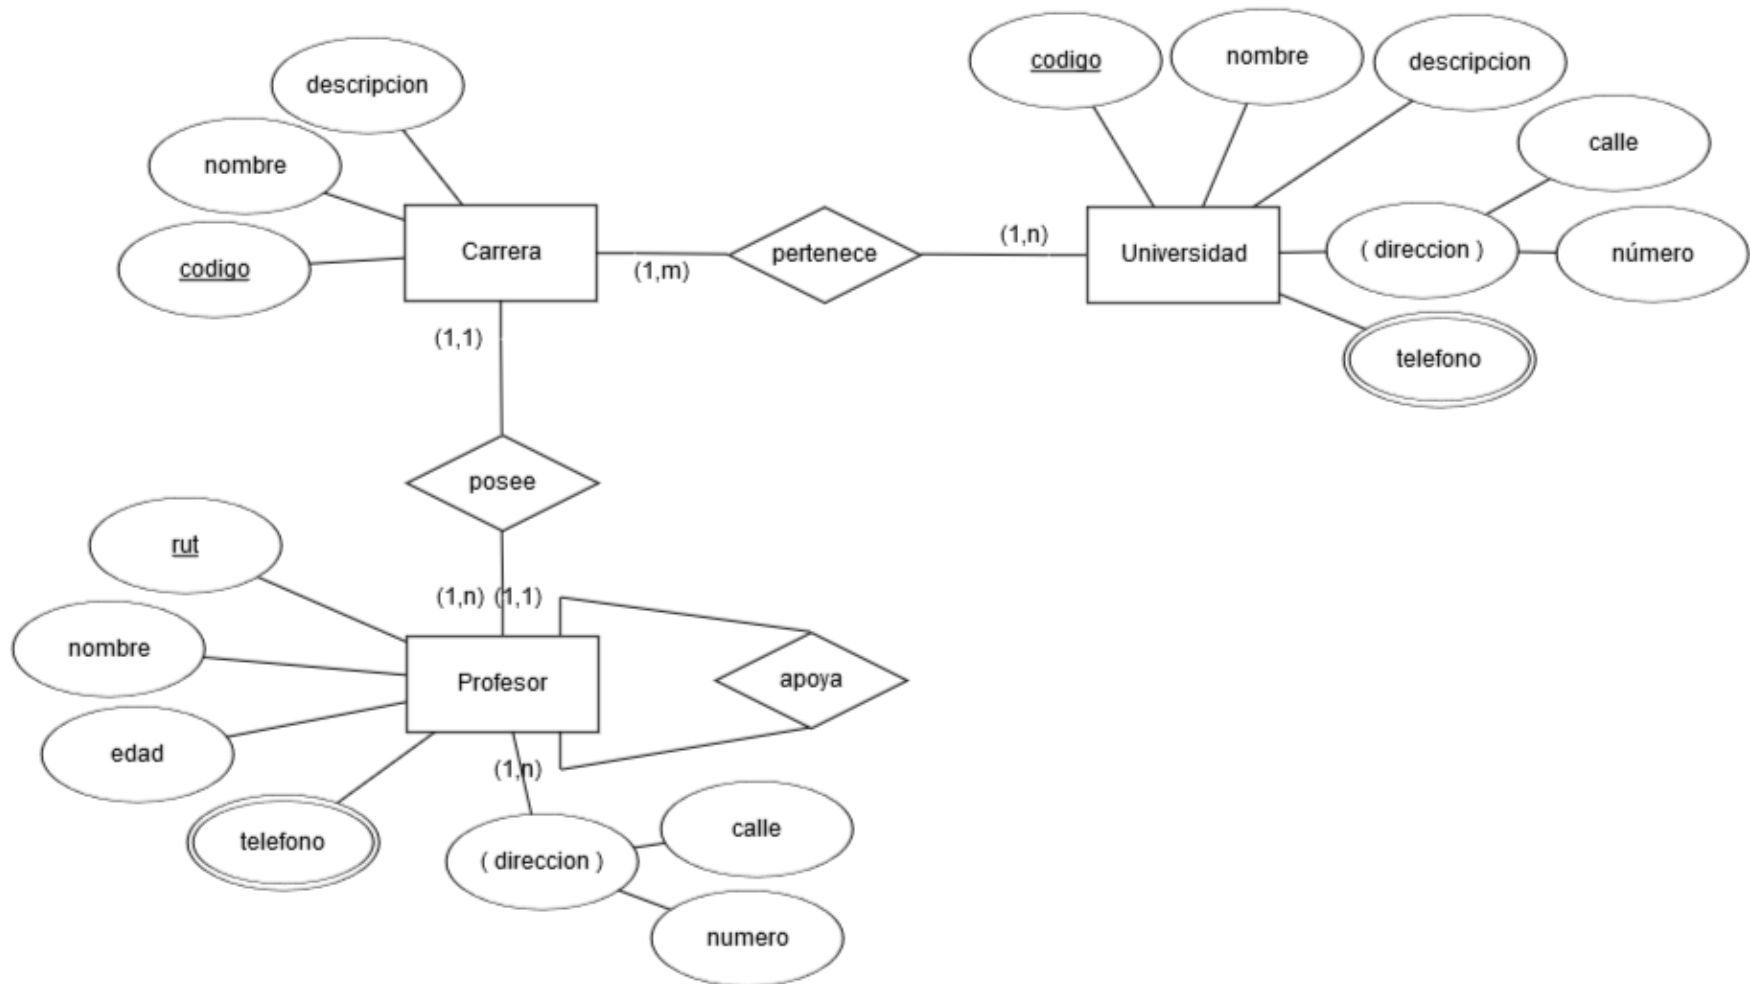 codigo
nombre
descripcion
descripcion
calle
nombre
(1,n)
Carrera
pertenece
Universidad
( direccion )
número
codigo
(1,m)
(1,1)
telefono
posee
rut
(1,n)
(1,1)
nombre
Profesor
apoya
edad
(1,n)
telefono
calle
( direccion )
numero